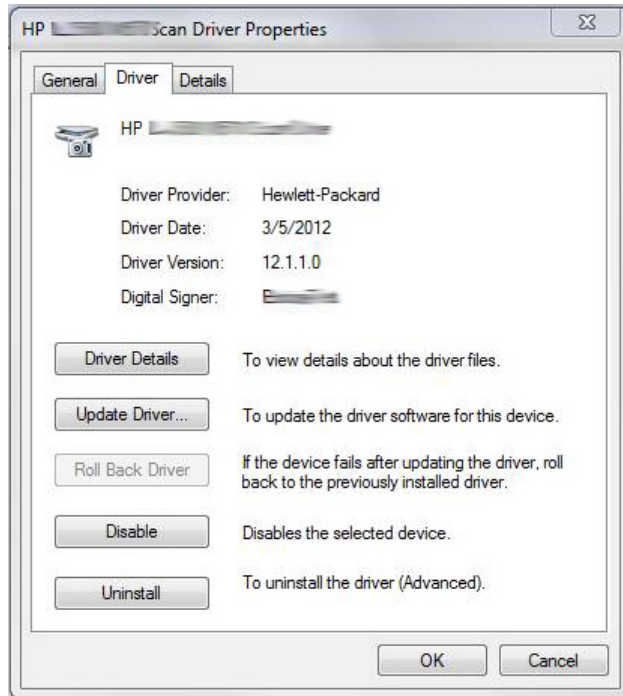 HP Scan Driver Properties
General Driver Details
HP
Driver Provider: Hewlett-Packard
Driver Date: 3/5/2012
Driver Version: 12.1.1.0
Digital Signer:
Driver Details To view details about the driver files.
Update Driver... To update the driver software for this device.
Roll Back Driver If the device fails after updating the driver, roll
back to the previously installed driver.
Disable Disables the selected device.
Uninstall To uninstall the driver (Advanced).
OK Cancel